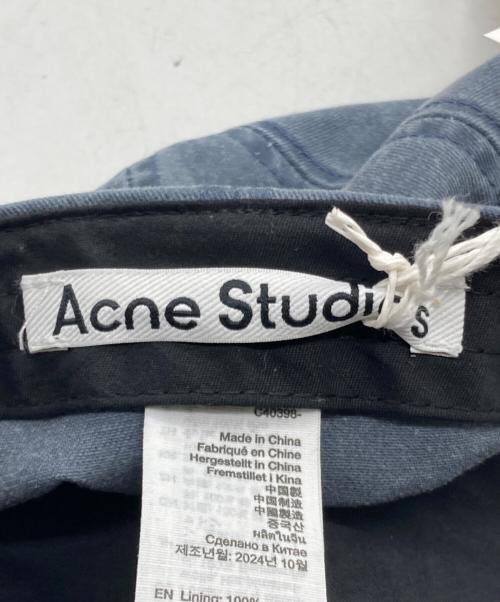 Acne Studios
C40398-
Made in China
Fabriqué en Chine
Hergestellt in China
Fremstillet i Kina
中国製
中国制造
中國製造
중국산
ผลิตในจีน
Сделано в Китае
제조년월: 2024년 10월
EN Lining: 100%